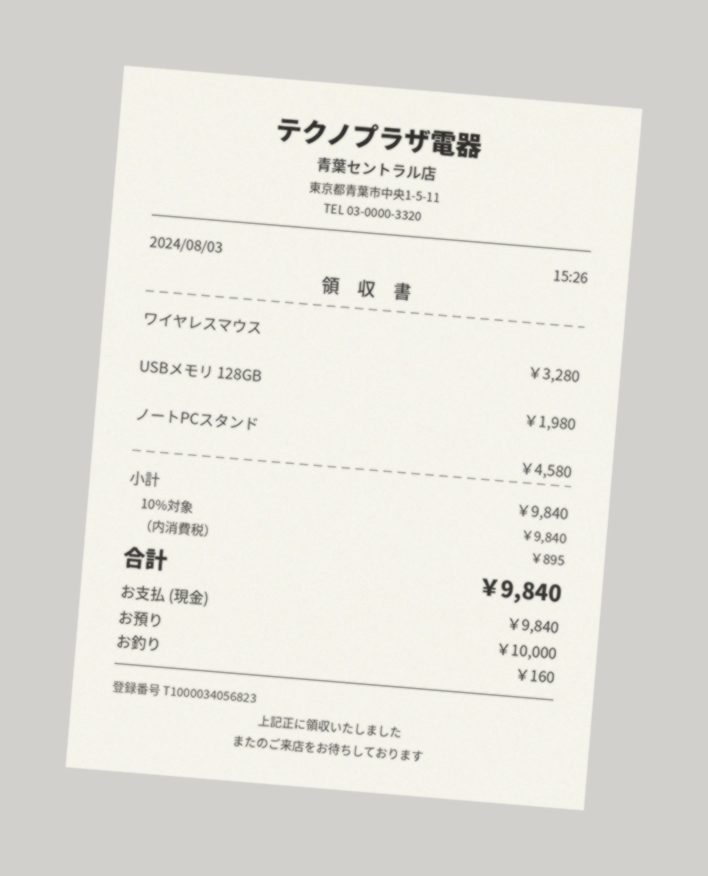 テクノプラザ電器
青葉セントラル店
東京都青葉市中央1-5-11
TEL 03-0000-3320
2024/08/03 15:26
領 収 書
ワイヤレスマウス ¥3,280
USBメモリ 128GB ¥1,980
ノートPCスタンド ¥4,580
小計 ¥9,840
10%対象 ¥9,840
（内消費税） ¥895
合計 ¥9,840
お支払 (現金) ¥9,840
お預り ¥10,000
お釣り ¥160
登録番号 T1000034056823
上記正に領収いたしました
またのご来店をお待ちしております